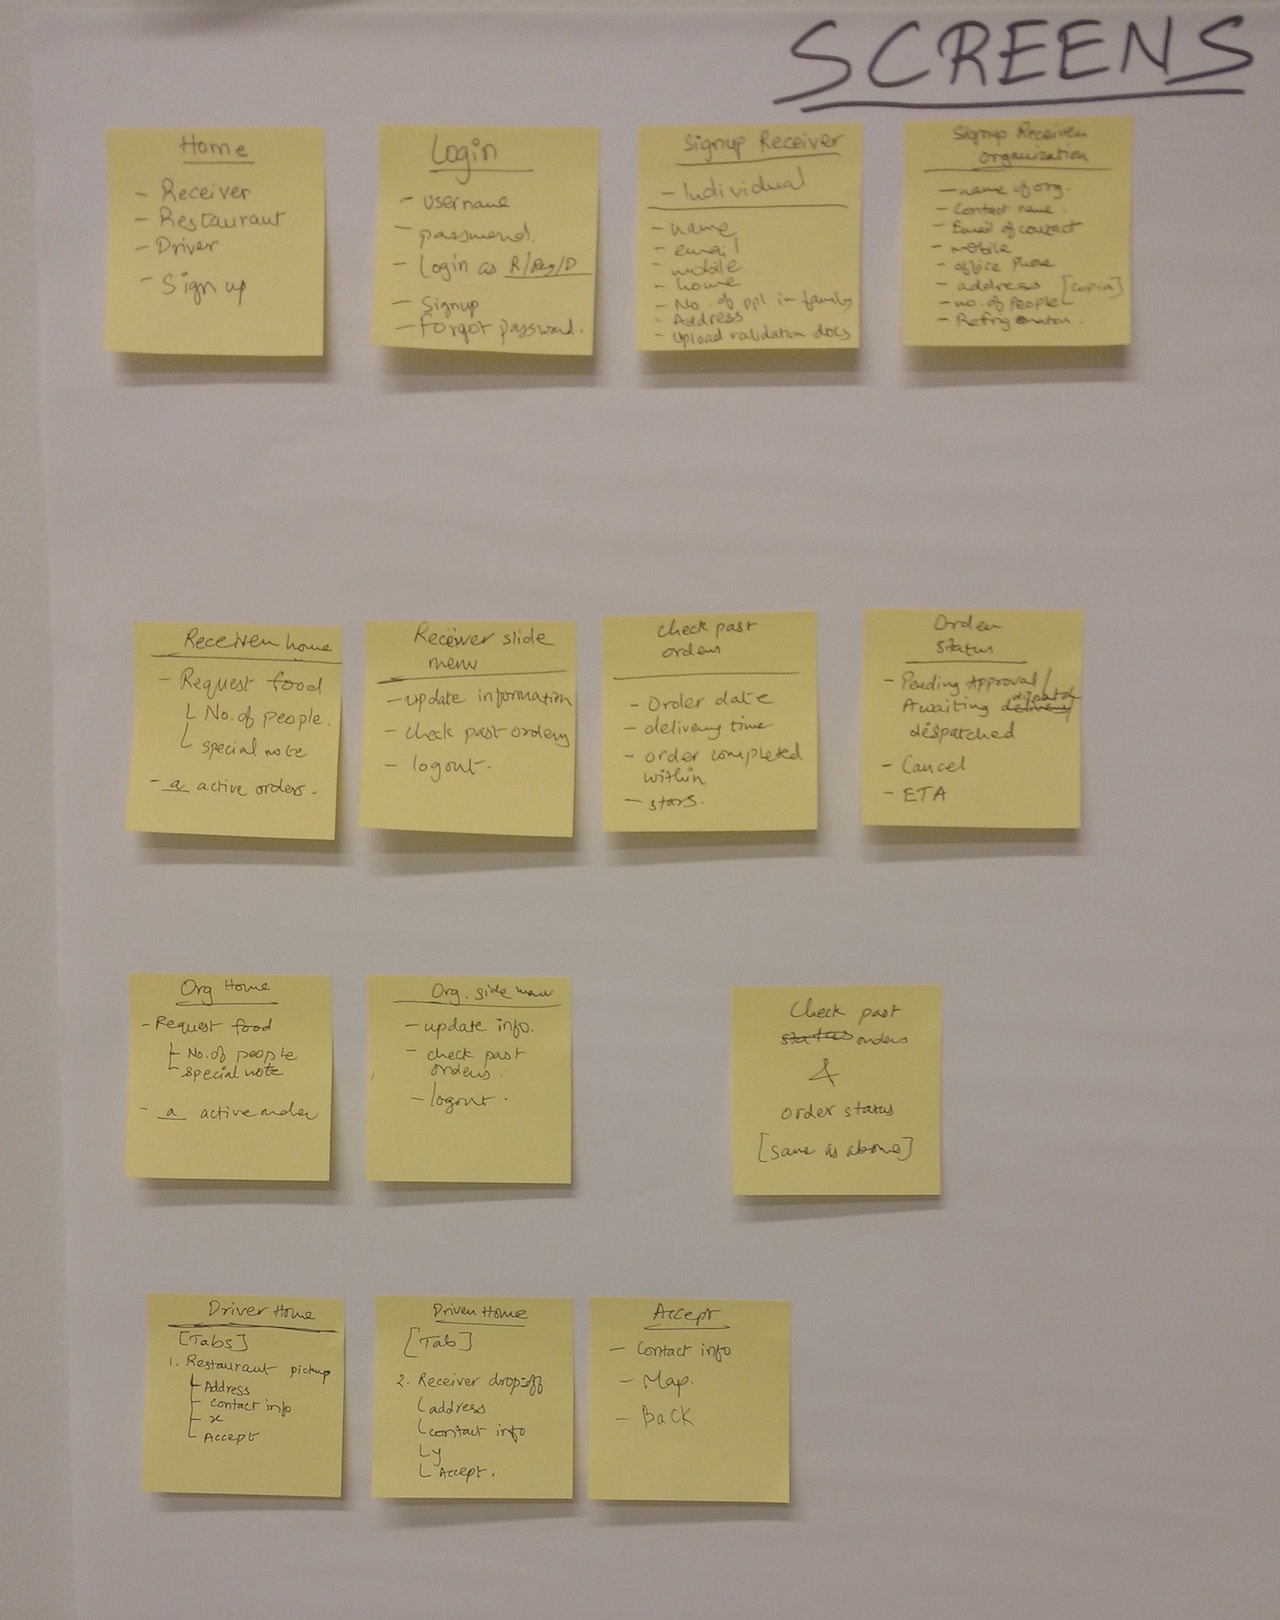 SCREENS
Home
- Receiver
- Restaurant
- Driver
- Sign up
Login
- username
- password.
- Login as R/Reg/D
- Signup
- Forgot password.
Signup Receiver
- Individual
- name
- email
- mobile
- home
- No. of ppl in family
- Address
- Upload validation docs
Signup Receiver
Organization
- name of org.
- Contact name.
- Email of contact
- mobile
- office phone
- address [copia]
- no. of People
Receiver home
- Request food
No. of people.
special note
- a active orders.
Receiver slide
menu
- update information
- check past orders
- logout.
check past
orders
- Order date
- delivery time
- order completed
within
- stars.
Order
status
- Pending Approval/
Awaiting delivery dispatch/
dispatched
- Cancel
- ETA
Org Home
- Request food
No. of people
special note
- a active order
Org. side menu
- update info.
- check past
orders.
- logout.
Check past
status orders
&
order status
[same as above]
Driver Home
[Tabs]
1. Restaurant pickup
Address
contact info
x
Accept
Driver Home
[Tab]
2. Receiver drop-off
address
contact info
y
Accept.
Accept
- Contact info
- Map.
- Back